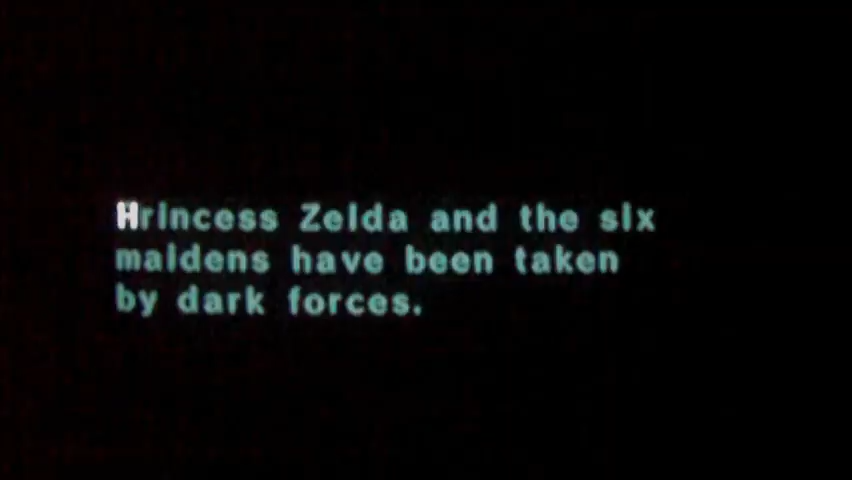 Hrincess Zelda and the six
maidens have been taken
by dark forces.